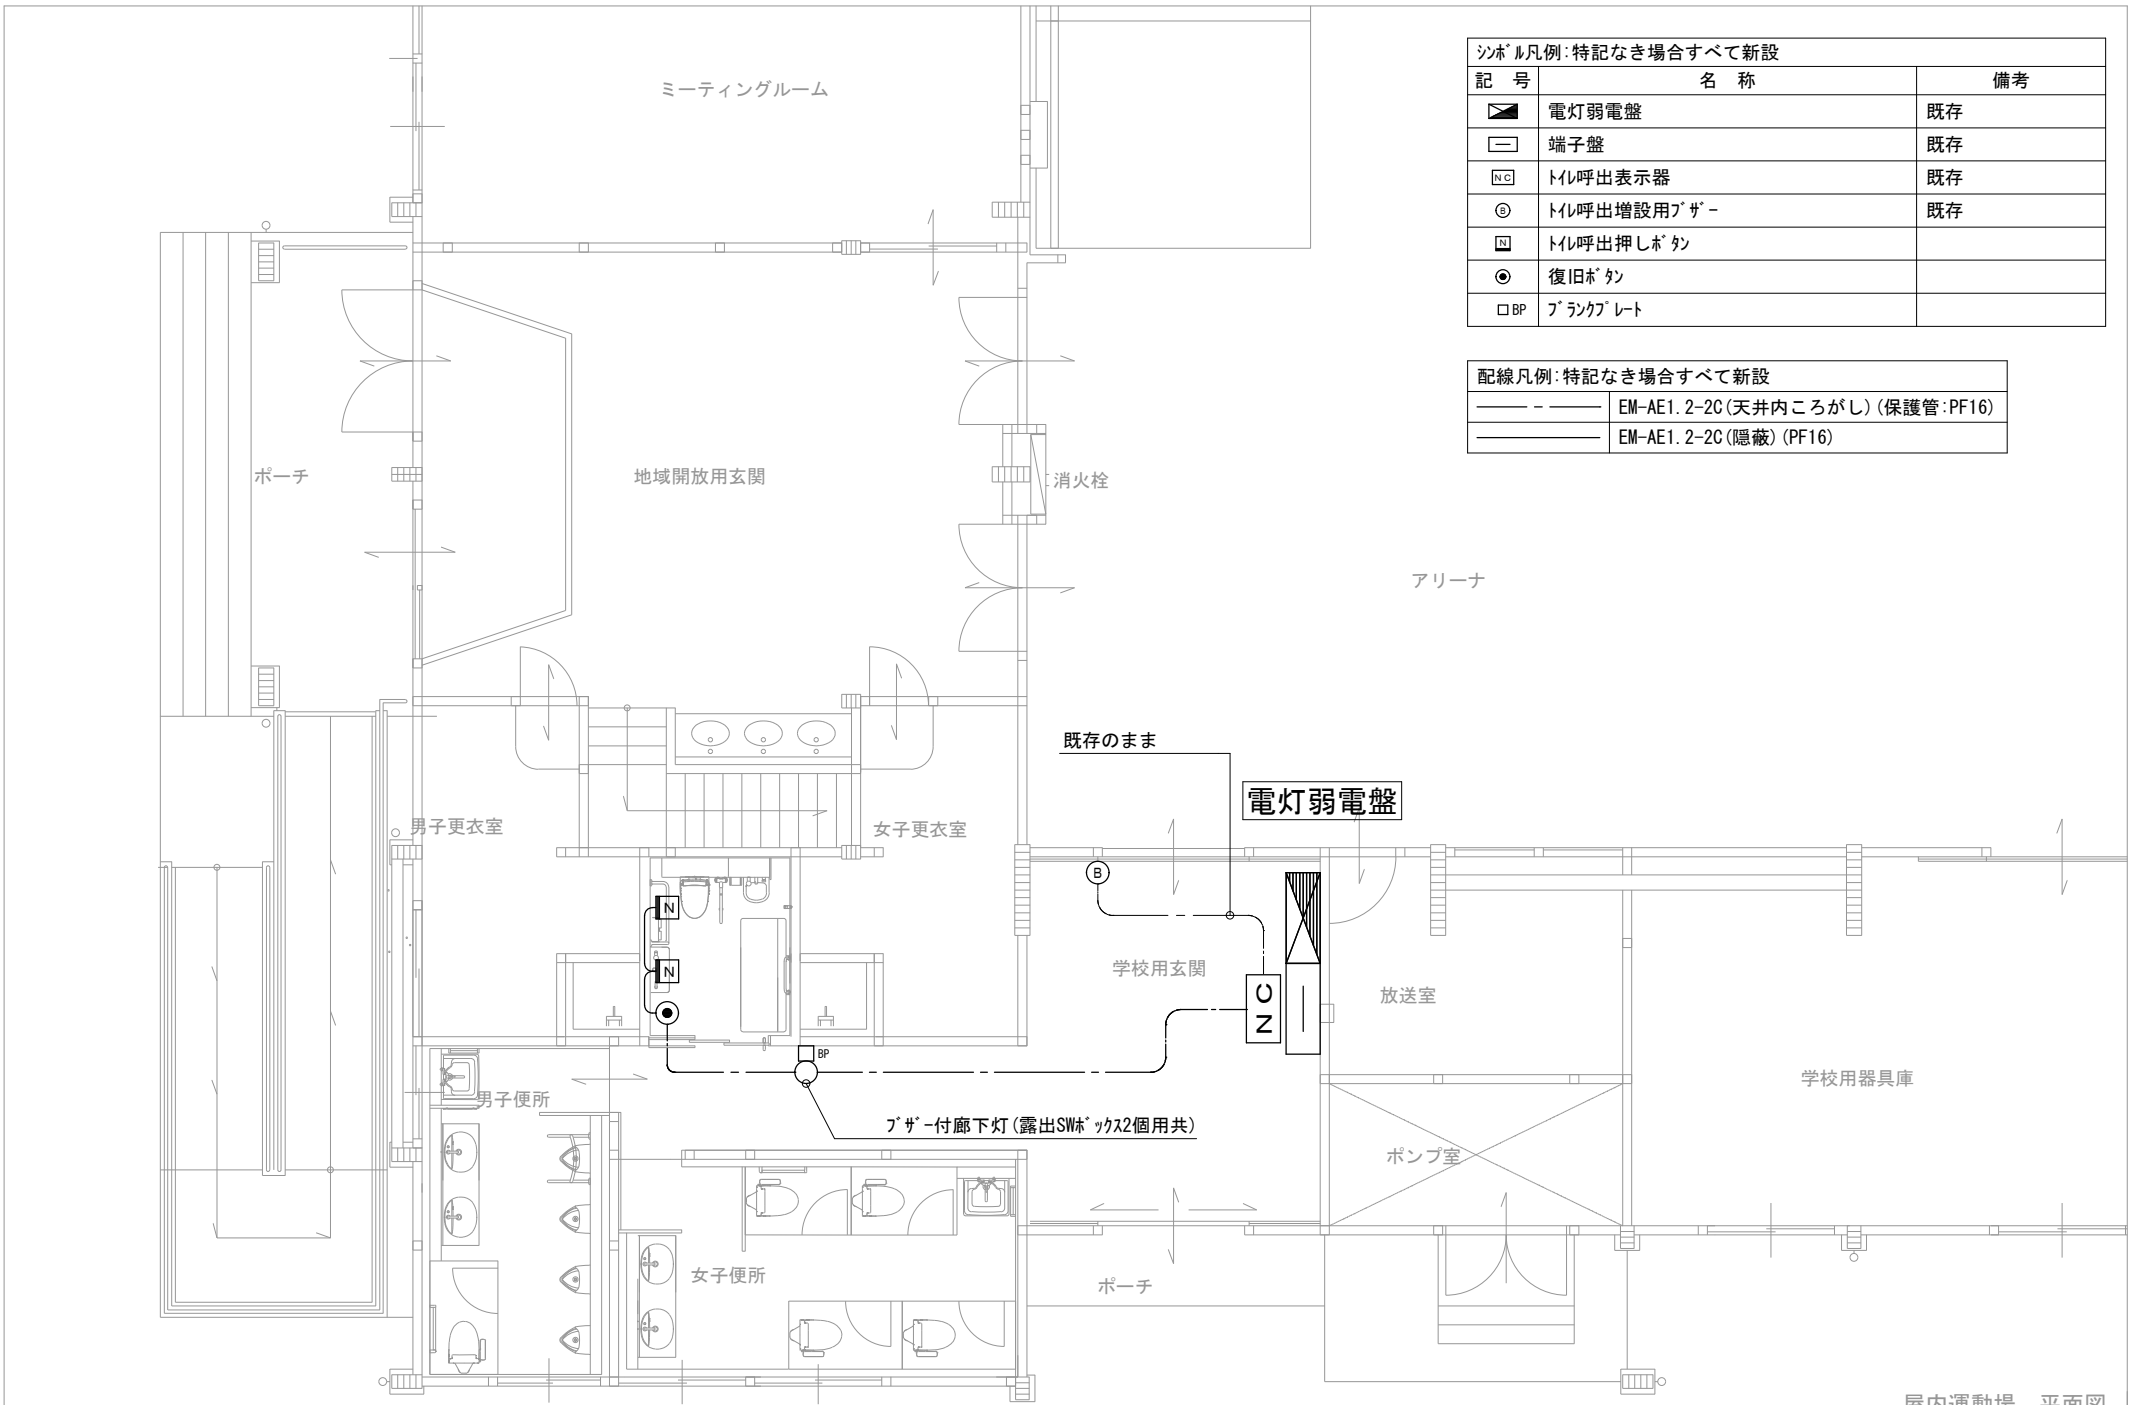 シンボル凡例:特記なき場合すべて新設
記　号　名　称　備考
電灯弱電盤　既存
端子盤　既存
NC　トイレ呼出表示器　既存
B　トイレ呼出増設用ブザー　既存
N　トイレ呼出押しボタン
復旧ボタン
BP　ブランクプレート
配線凡例:特記なき場合すべて新設
EM-AE1.2-2C(天井内ころがし)(保護管:PF16)
EM-AE1.2-2C(隠蔽)(PF16)
ミーティングルーム
ポーチ
地域開放用玄関
消火栓
アリーナ
既存のまま
電灯弱電盤
男子更衣室
女子更衣室
B
N
N
学校用玄関
NC
放送室
BP
男子便所
ブザー付廊下灯(露出SWボックス2個用共)
学校用器具庫
ポンプ室
女子便所
ポーチ
屋内運動場　平面図